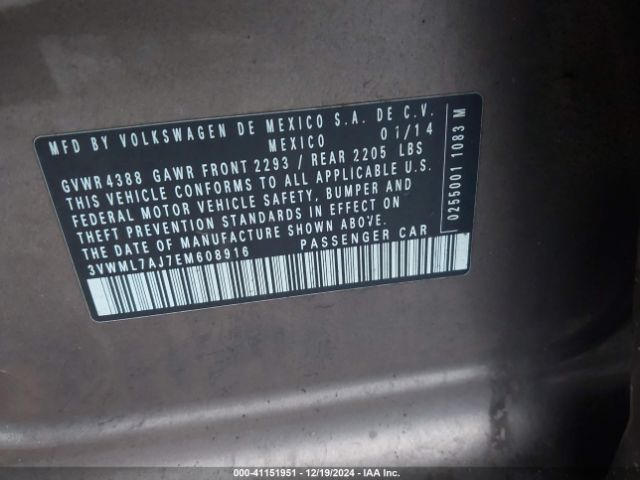 MFD BY VOLKSWAGEN DE MEXICO S.A. DE C.V.
MEXICO 01/14
GVWR 4388 GAWR FRONT 2293 / REAR 2205 LBS
THIS VEHICLE CONFORMS TO ALL APPLICABLE U.S.
FEDERAL MOTOR VEHICLE SAFETY, BUMPER AND
THEFT PREVENTION STANDARDS IN EFFECT ON
THE DATE OF MANUFACTURE SHOWN ABOVE.
3VWML7AJ7EM608916 PASSENGER CAR
0255001 1083 M
000-41151951 - 12/19/2024 - IAA Inc.